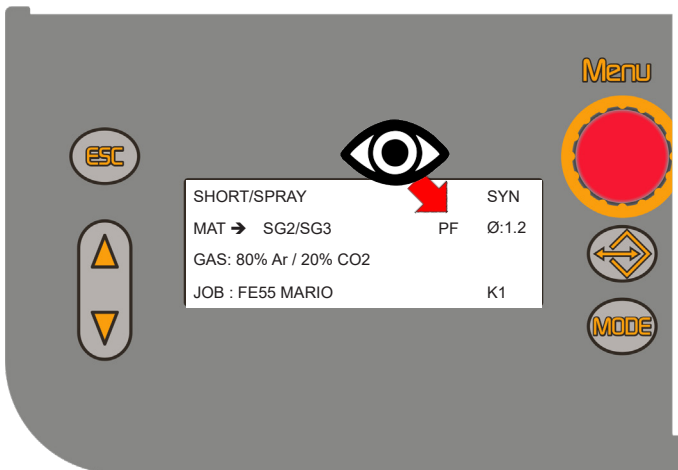 Menu
ESC
SHORT/SPRAY SYN
MAT ➔ SG2/SG3 PF Ø:1.2
GAS: 80% Ar / 20% CO2
JOB : FE55 MARIO K1
MODE